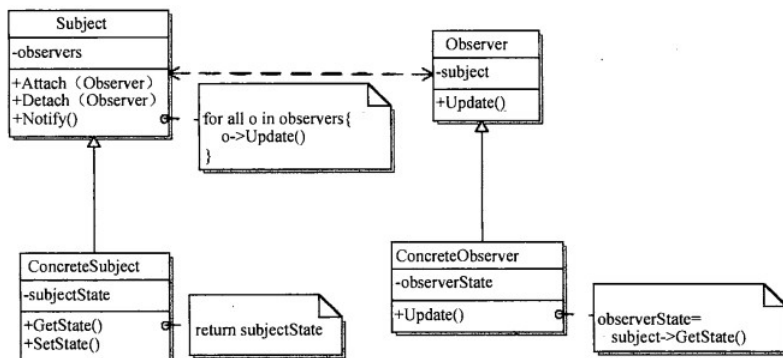 Subject
-observers
+Attach（Observer）
+Detach（Observer）
+Notify()
for all o in observers{
o->Update()
}
Observer
-subject
+Update()
ConcreteSubject
-subjectState
+GetState()
+SetState()
return subjectState
ConcreteObserver
-observerState
+Update()
observerState=
subject->GetState()